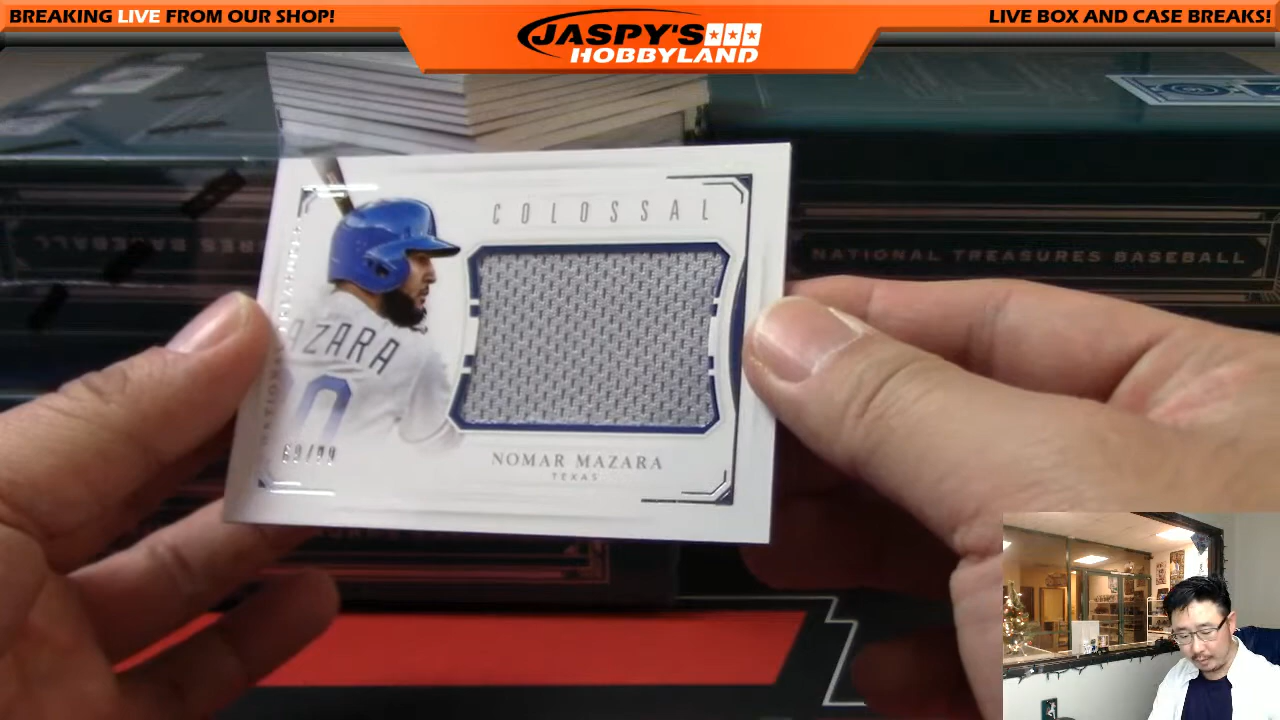 BREAKING LIVE FROM OUR SHOP!
JASPY'S
HOBBYLAND
LIVE BOX AND CASE BREAKS!
COLOSSAL
NATIONAL TREASURES BASEBALL
AZARA
0
NOMAR MAZARA
TEXAS